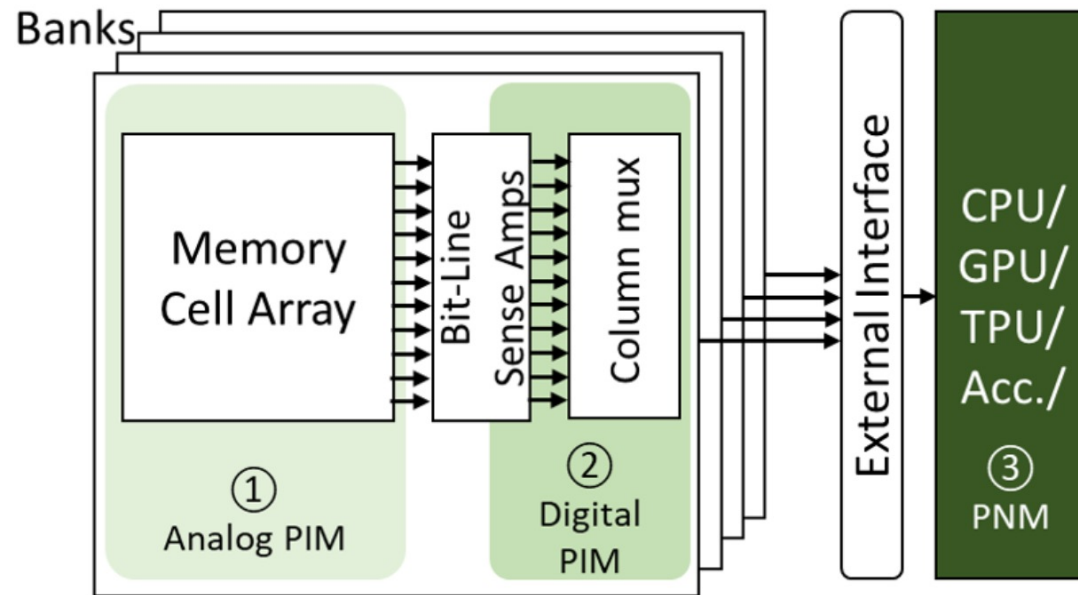 Banks
Memory
Cell Array
Bit-Line
Sense Amps
Column mux
①
Analog PIM
②
Digital
PIM
External Interface
CPU/
GPU/
TPU/
Acc./
③
PNM